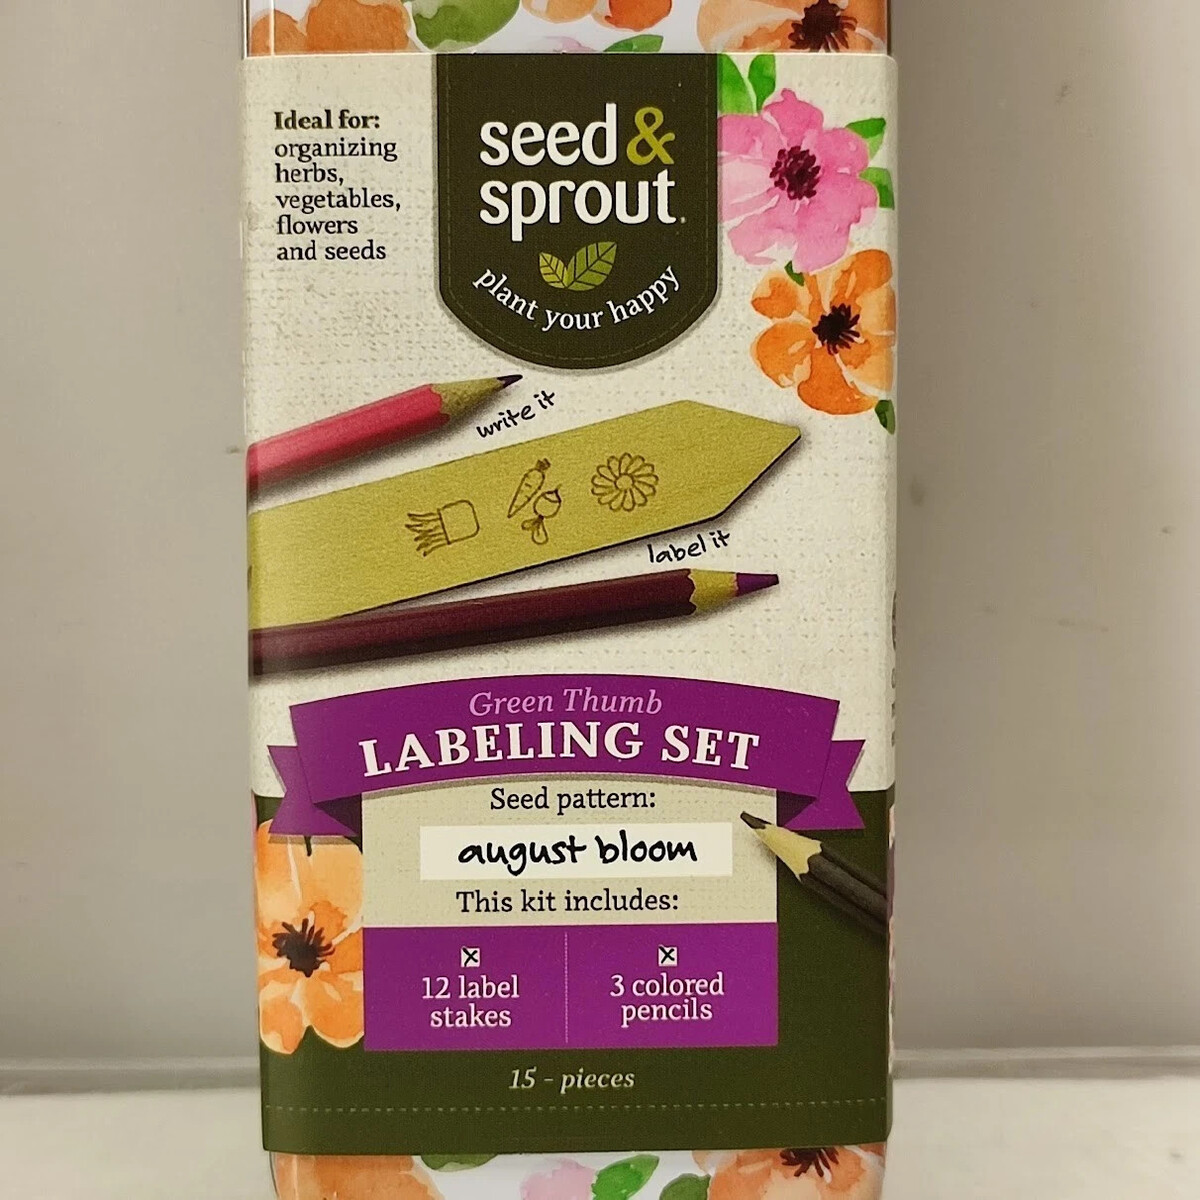 Ideal for:
organizing
herbs,
vegetables,
flowers
and seeds
seed &
sprout
plant your happy
write it
label it
Green Thumb
LABELING SET
Seed pattern:
august bloom
This kit includes:
12 label
stakes
3 colored
pencils
15 - pieces